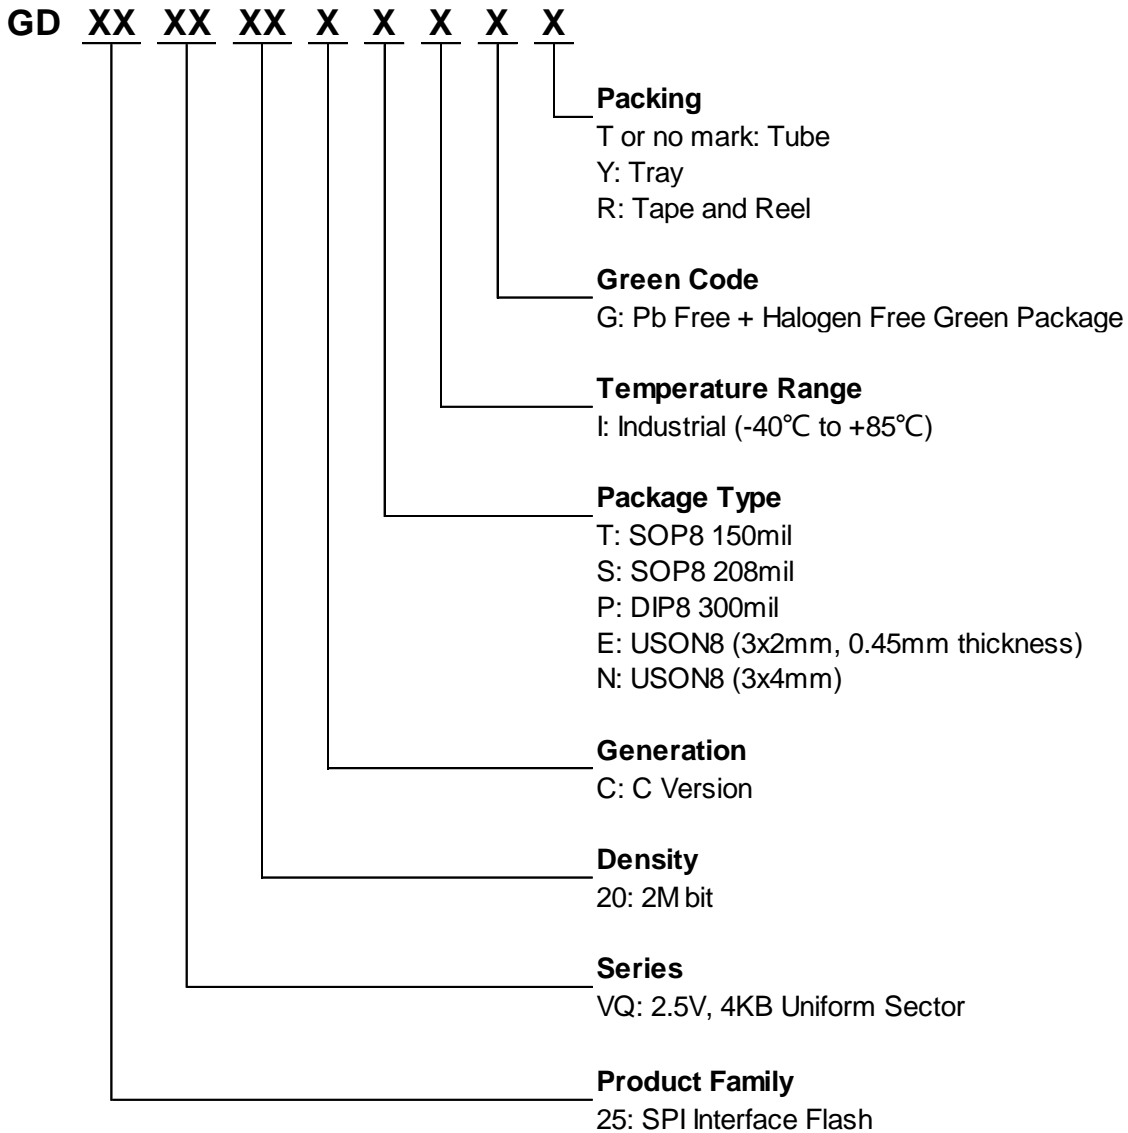 GD XX XX XX X X X X X
Packing
T or no mark: Tube
Y: Tray
R: Tape and Reel
Green Code
G: Pb Free + Halogen Free Green Package
Temperature Range
I: Industrial (-40℃ to +85℃)
Package Type
T: SOP8 150mil
S: SOP8 208mil
P: DIP8 300mil
E: USON8 (3x2mm, 0.45mm thickness)
N: USON8 (3x4mm)
Generation
C: C Version
Density
20: 2M bit
Series
VQ: 2.5V, 4KB Uniform Sector
Product Family
25: SPI Interface Flash